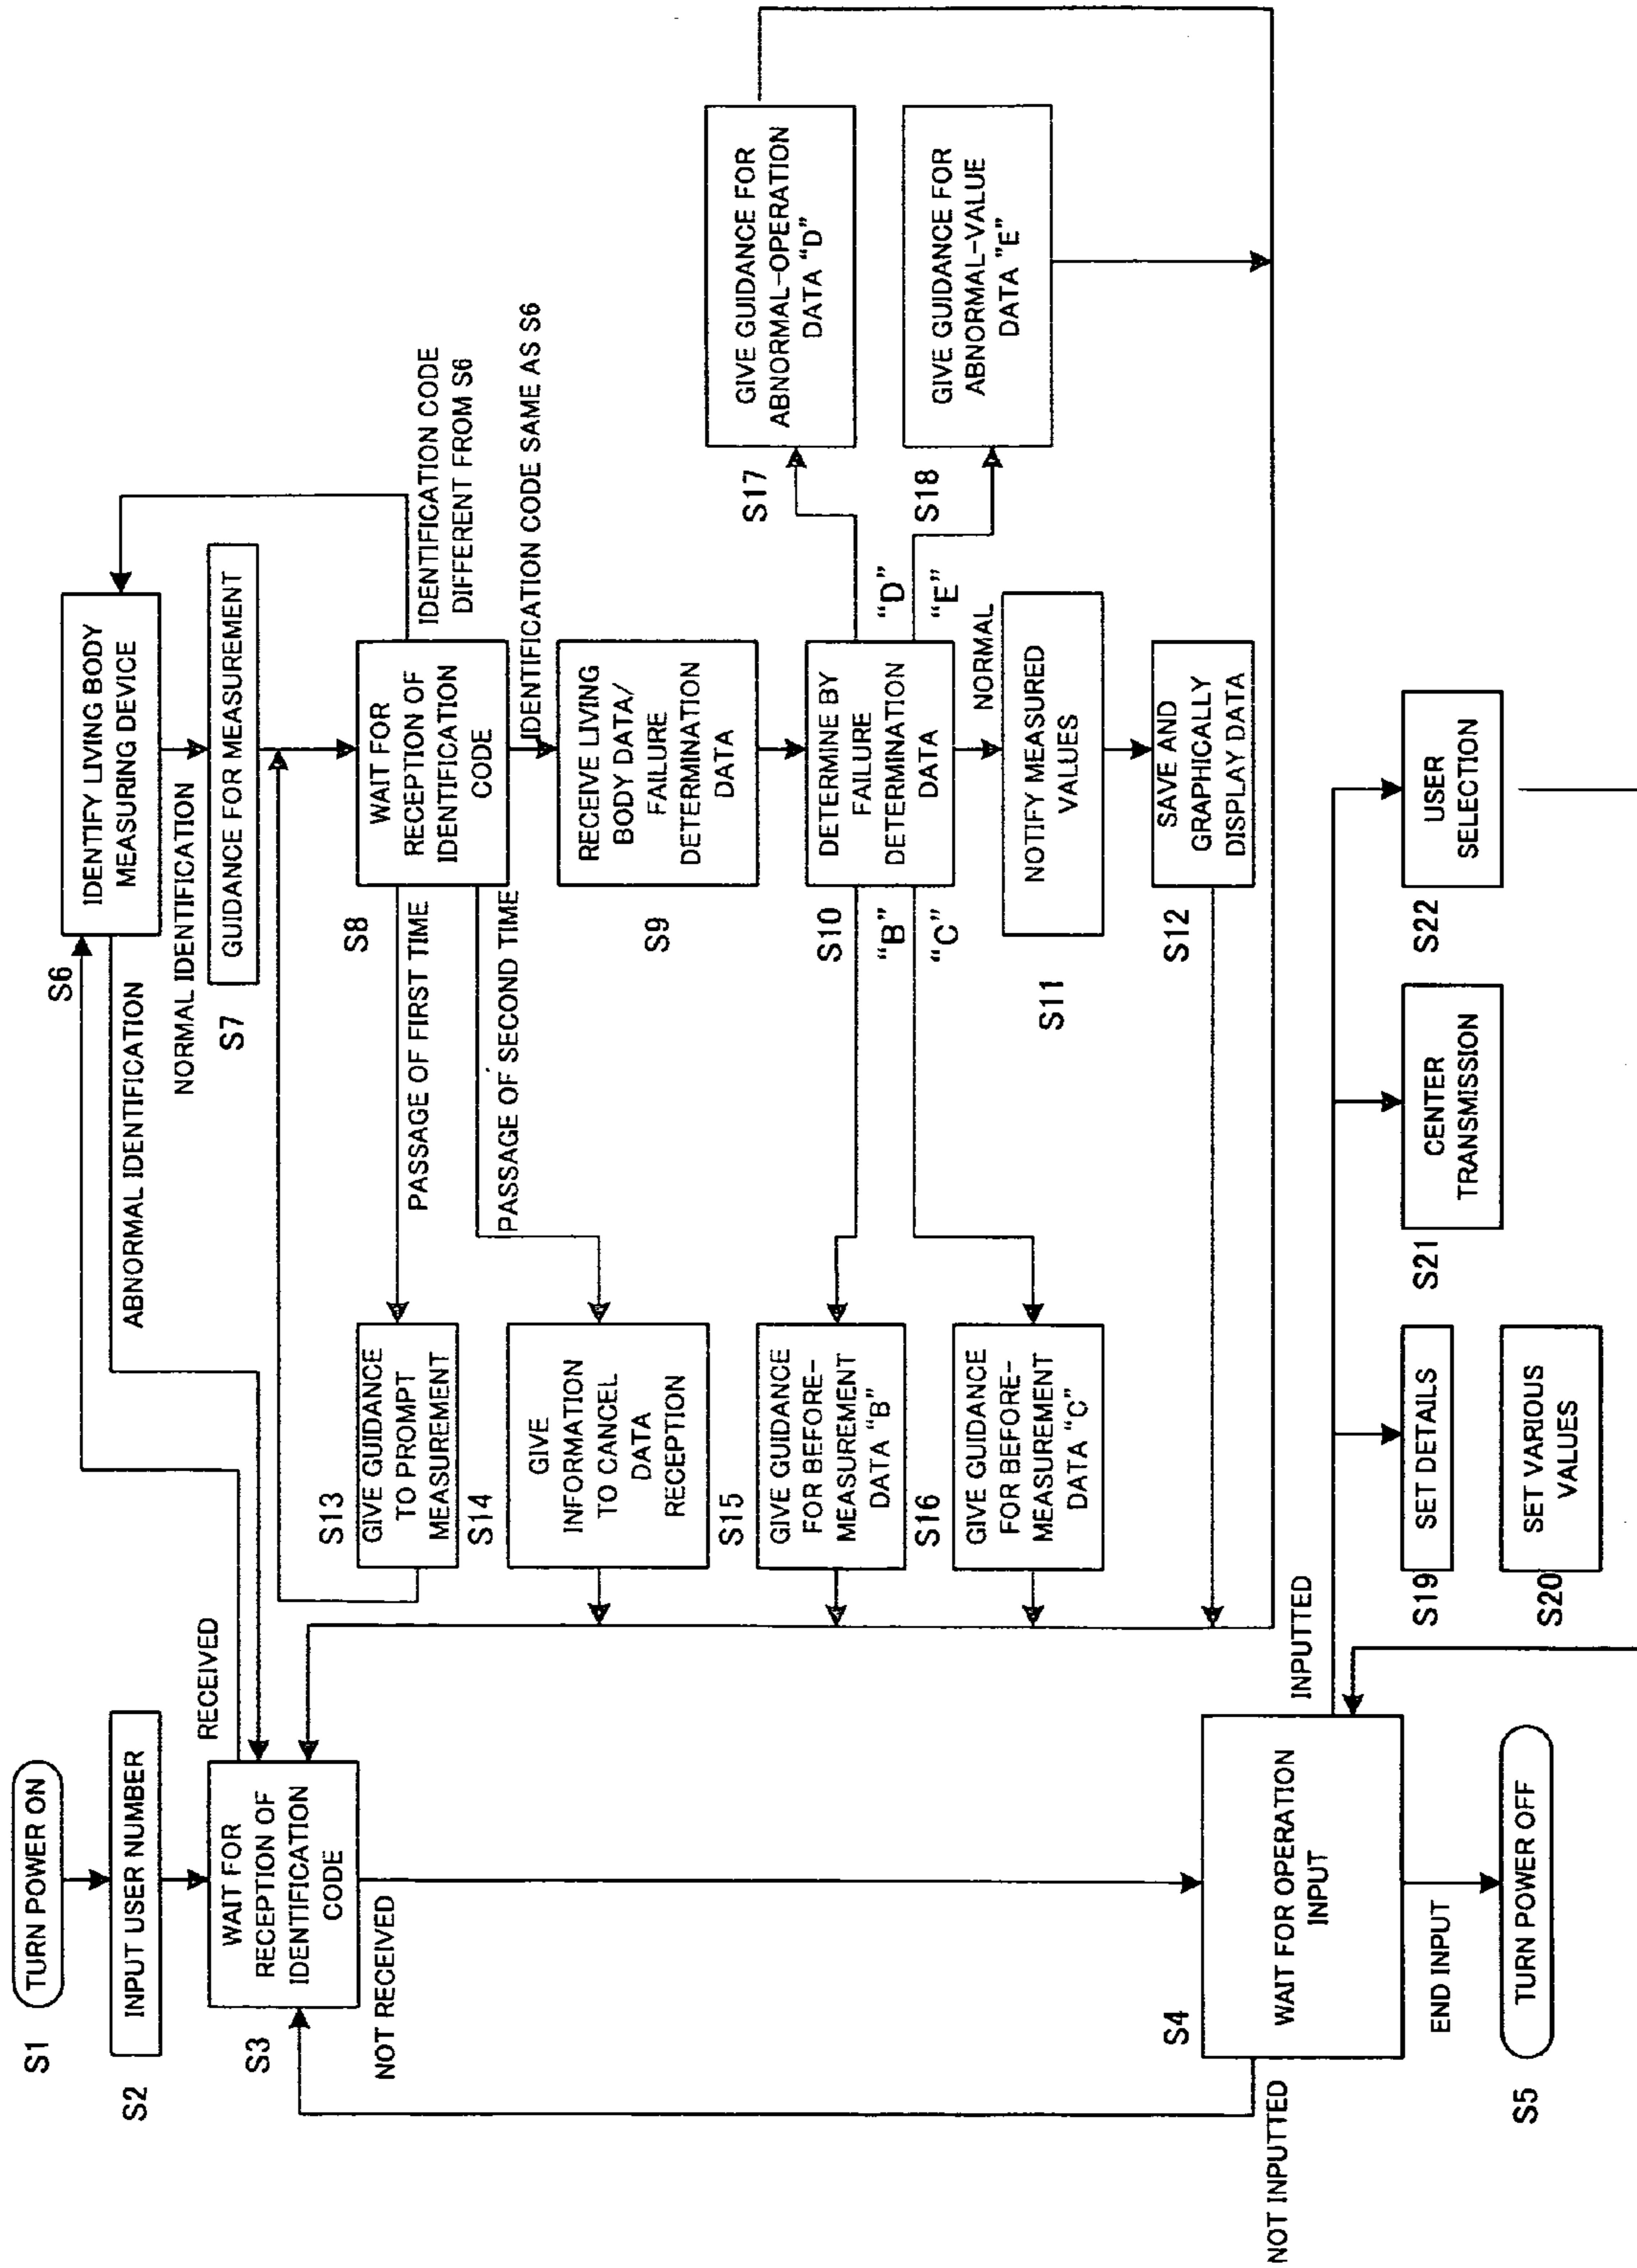 S1
TURN POWER ON
S2
INPUT USER NUMBER
S3
WAIT FOR
RECEPTION OF
IDENTIFICATION
CODE
RECEIVED
NOT RECEIVED
S4
WAIT FOR OPERATION
INPUT
NOT INPUTTED
INPUTTED
END INPUT
S5
TURN POWER OFF
S6
IDENTIFY LIVING BODY
MEASURING DEVICE
ABNORMAL IDENTIFICATION
NORMAL IDENTIFICATION
S7
GUIDANCE FOR MEASUREMENT
S8
WAIT FOR
RECEPTION OF
IDENTIFICATION
CODE
PASSAGE OF FIRST TIME
PASSAGE OF SECOND TIME
IDENTIFICATION CODE
DIFFERENT FROM S6
IDENTIFICATION CODE SAME AS S6
S9
RECEIVE LIVING
BODY DATA/
FAILURE
DETERMINATION
DATA
S10
DETERMINE BY
FAILURE
DETERMINATION
DATA
"B"
"C"
"D"
"E"
NORMAL
S11
NOTIFY MEASURED
VALUES
S12
SAVE AND
GRAPHICALLY
DISPLAY DATA
S13
GIVE GUIDANCE
TO PROMPT
MEASUREMENT
S14
GIVE
INFORMATION
TO CANCEL
DATA
RECEPTION
S15
GIVE GUIDANCE
FOR BEFORE-
MEASUREMENT
DATA "B"
S16
GIVE GUIDANCE
FOR BEFORE-
MEASUREMENT
DATA "C"
S17
GIVE GUIDANCE FOR
ABNORMAL-OPERATION
DATA "D"
S18
GIVE GUIDANCE FOR
ABNORMAL-VALUE
DATA "E"
S19
SET DETAILS
S20
SET VARIOUS
VALUES
S21
CENTER
TRANSMISSION
S22
USER
SELECTION